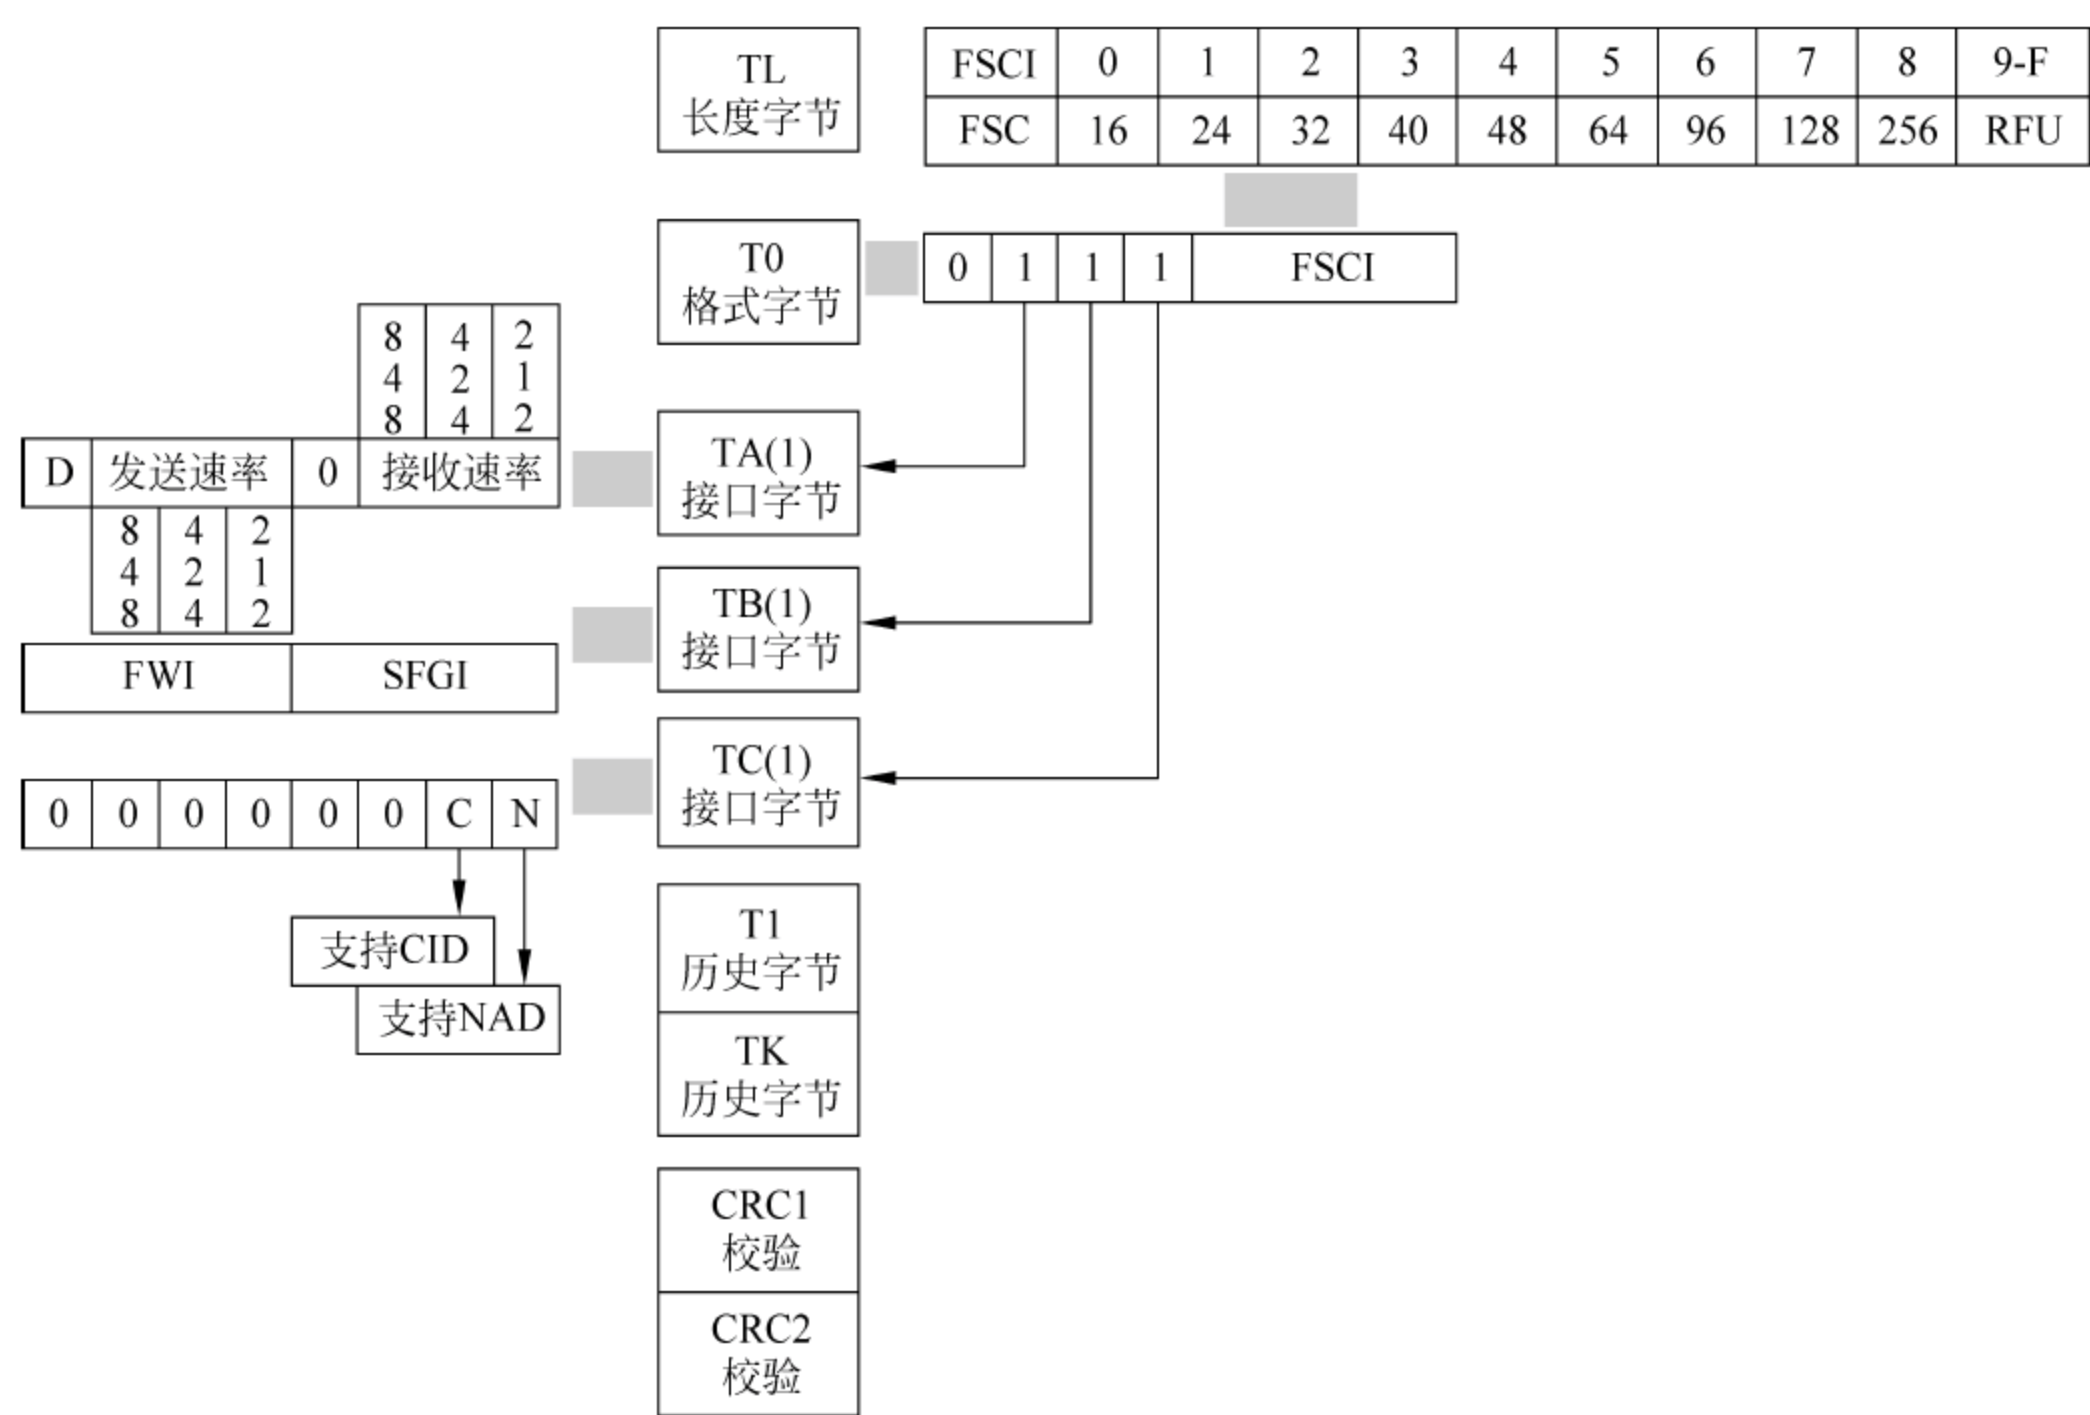 TL
长度字节
FSCI 0 1 2 3 4 5 6 7 8 9-F
FSC 16 24 32 40 48 64 96 128 256 RFU
T0
格式字节
0 1 1 1 FSCI
8 4 2
4 2 1
8 4 2
D 发送速率 0 接收速率
8 4 2
4 2 1
8 4 2
TA(1)
接口字节
TB(1)
接口字节
FWI SFGI
TC(1)
接口字节
0 0 0 0 0 0 C N
支持CID
支持NAD
T1
历史字节
TK
历史字节
CRC1
校验
CRC2
校验